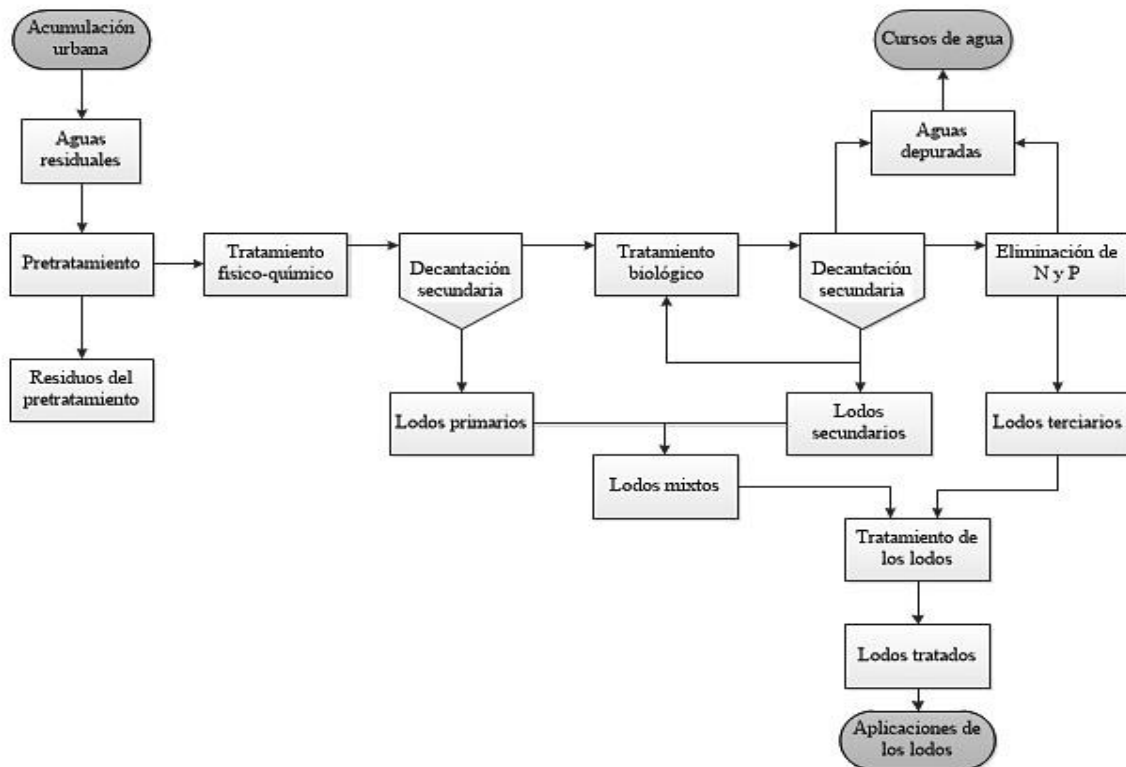 Acumulación
urbana
Cursos de agua
Aguas
residuales
Aguas
depuradas
Pretratamiento
Tratamiento
físico-químico
Decantación
secundaria
Tratamiento
biológico
Decantación
secundaria
Eliminación de
N y P
Residuos del
pretratamiento
Lodos primarios
Lodos
secundarios
Lodos terciarios
Lodos mixtos
Tratamiento de
los lodos
Lodos tratados
Aplicaciones de
los lodos